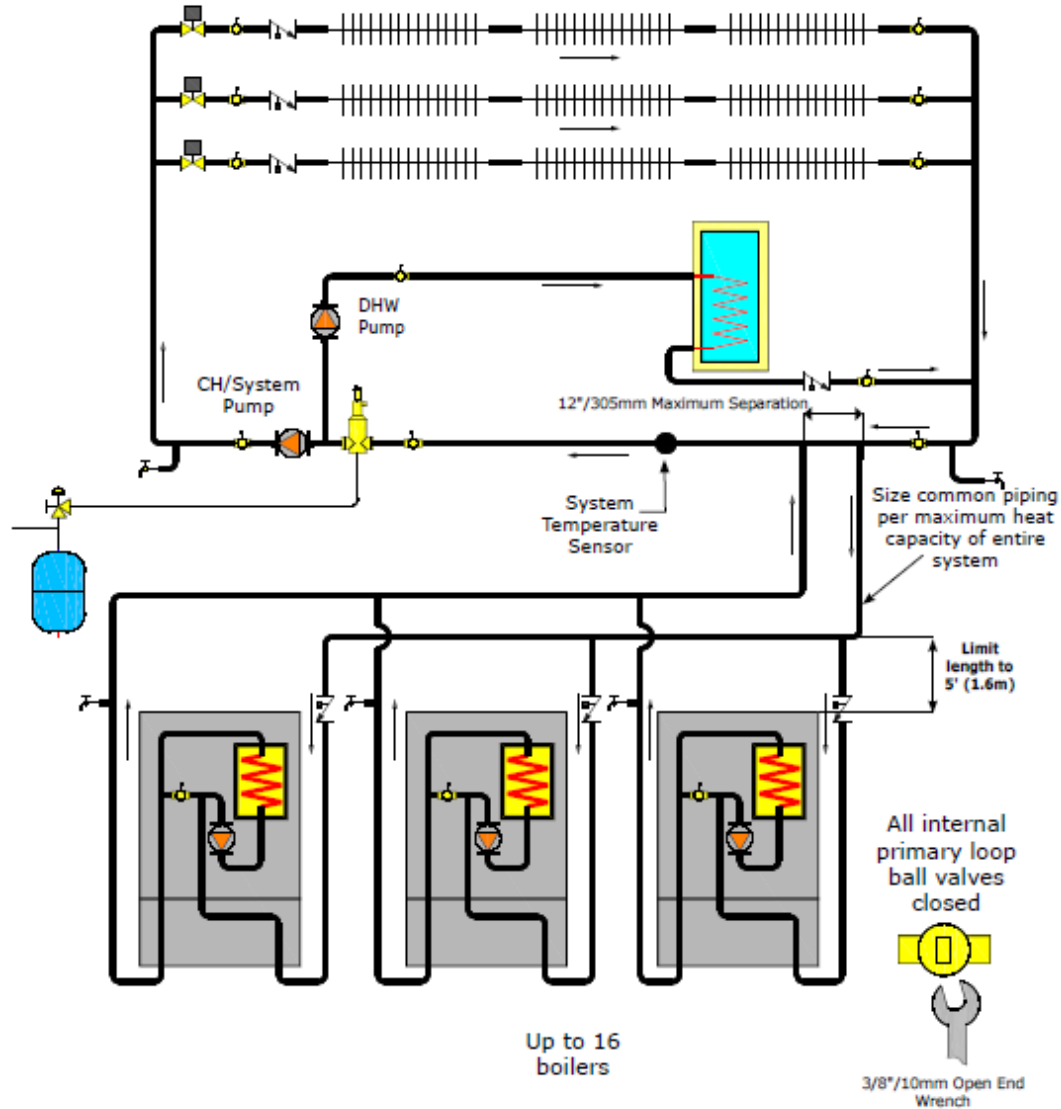 DHW
Pump
CH/System
Pump
12"/305mm Maximum Separation
System
Temperature
Sensor
Size common piping
per maximum heat
capacity of entire
system
Limit
length to
5' (1.6m)
All internal
primary loop
ball valves
closed
Up to 16
boilers
3/8"/10mm Open End
Wrench